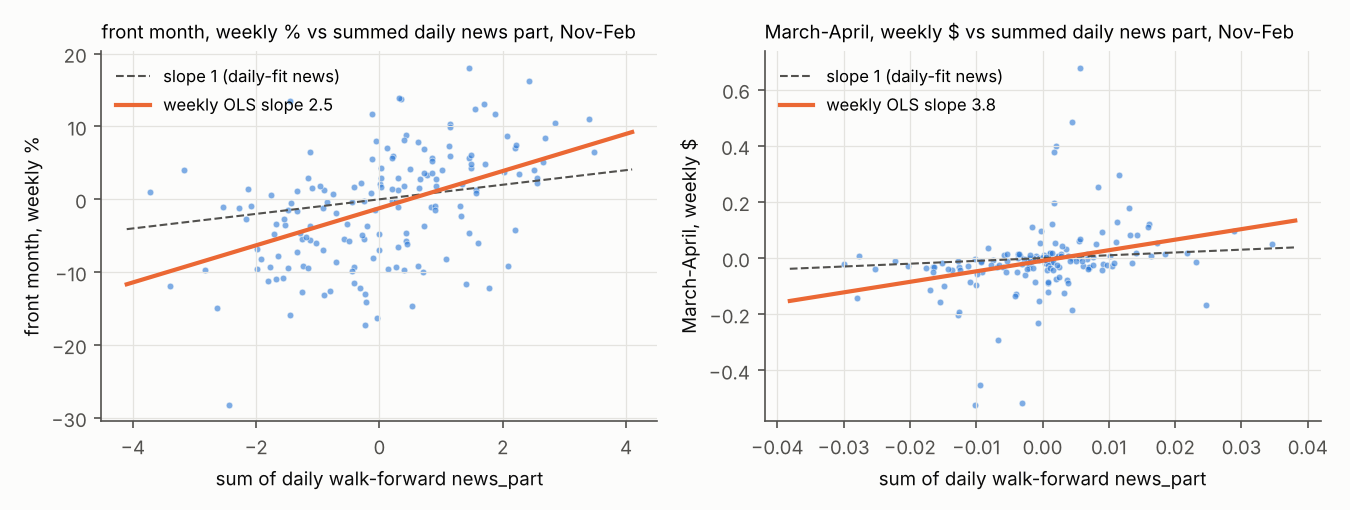 front month, weekly % vs summed daily news part, Nov-Feb
slope 1 (daily-fit news)
weekly OLS slope 2.5
front month, weekly %
20
10
0
−10
−20
−30
−4
−2
0
2
4
sum of daily walk-forward news_part
March-April, weekly $ vs summed daily news part, Nov-Feb
slope 1 (daily-fit news)
weekly OLS slope 3.8
March-April, weekly $
0.6
0.4
0.2
0.0
−0.2
−0.4
−0.04
−0.03
−0.02
−0.01
0.00
0.01
0.02
0.03
0.04
sum of daily walk-forward news_part